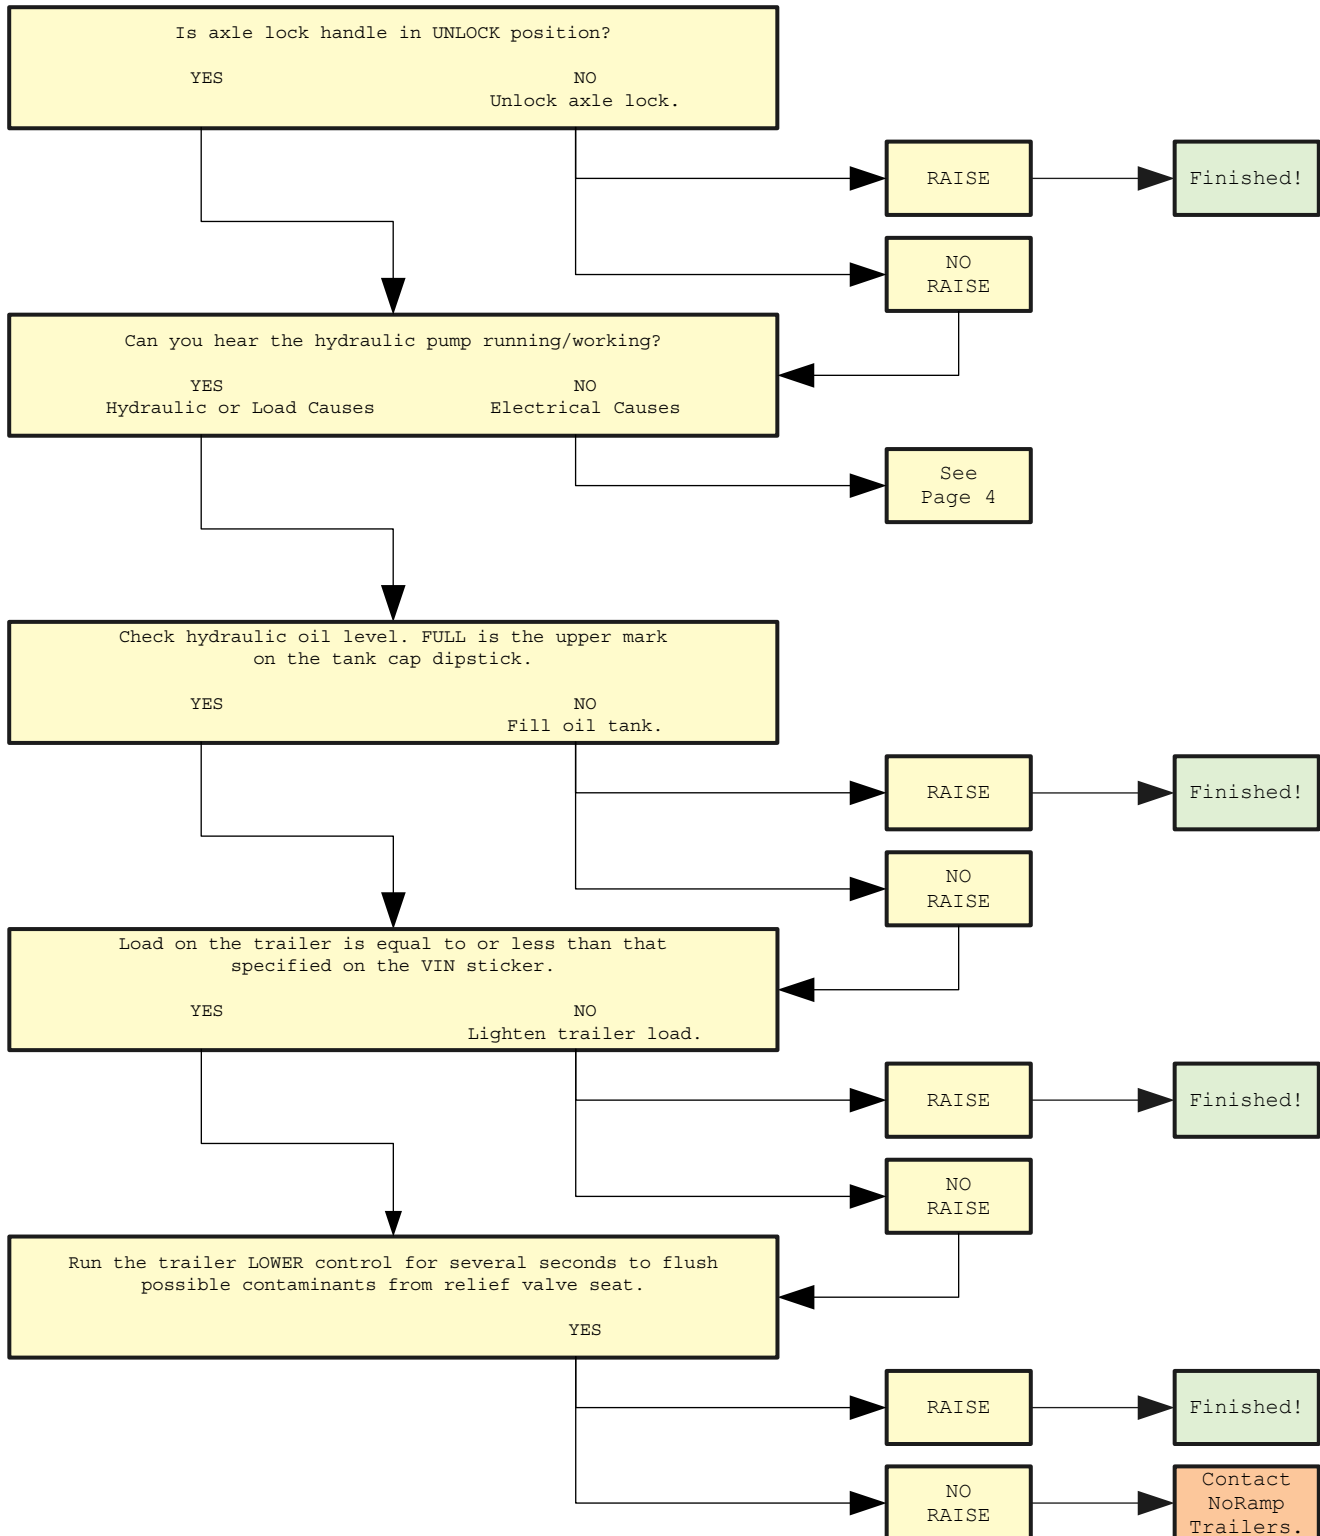 Is axle lock handle in UNLOCK position?
YES
NO
Unlock axle lock.
RAISE
Finished!
NO
RAISE
Can you hear the hydraulic pump running/working?
YES
NO
Hydraulic or Load Causes
Electrical Causes
See
Page 4
Check hydraulic oil level. FULL is the upper mark
on the tank cap dipstick.
YES
NO
Fill oil tank.
RAISE
Finished!
NO
RAISE
Load on the trailer is equal to or less than that
specified on the VIN sticker.
YES
NO
Lighten trailer load.
RAISE
Finished!
NO
RAISE
Run the trailer LOWER control for several seconds to flush
possible contaminants from relief valve seat.
YES
RAISE
Finished!
NO
RAISE
Contact
NoRamp
Trailers.